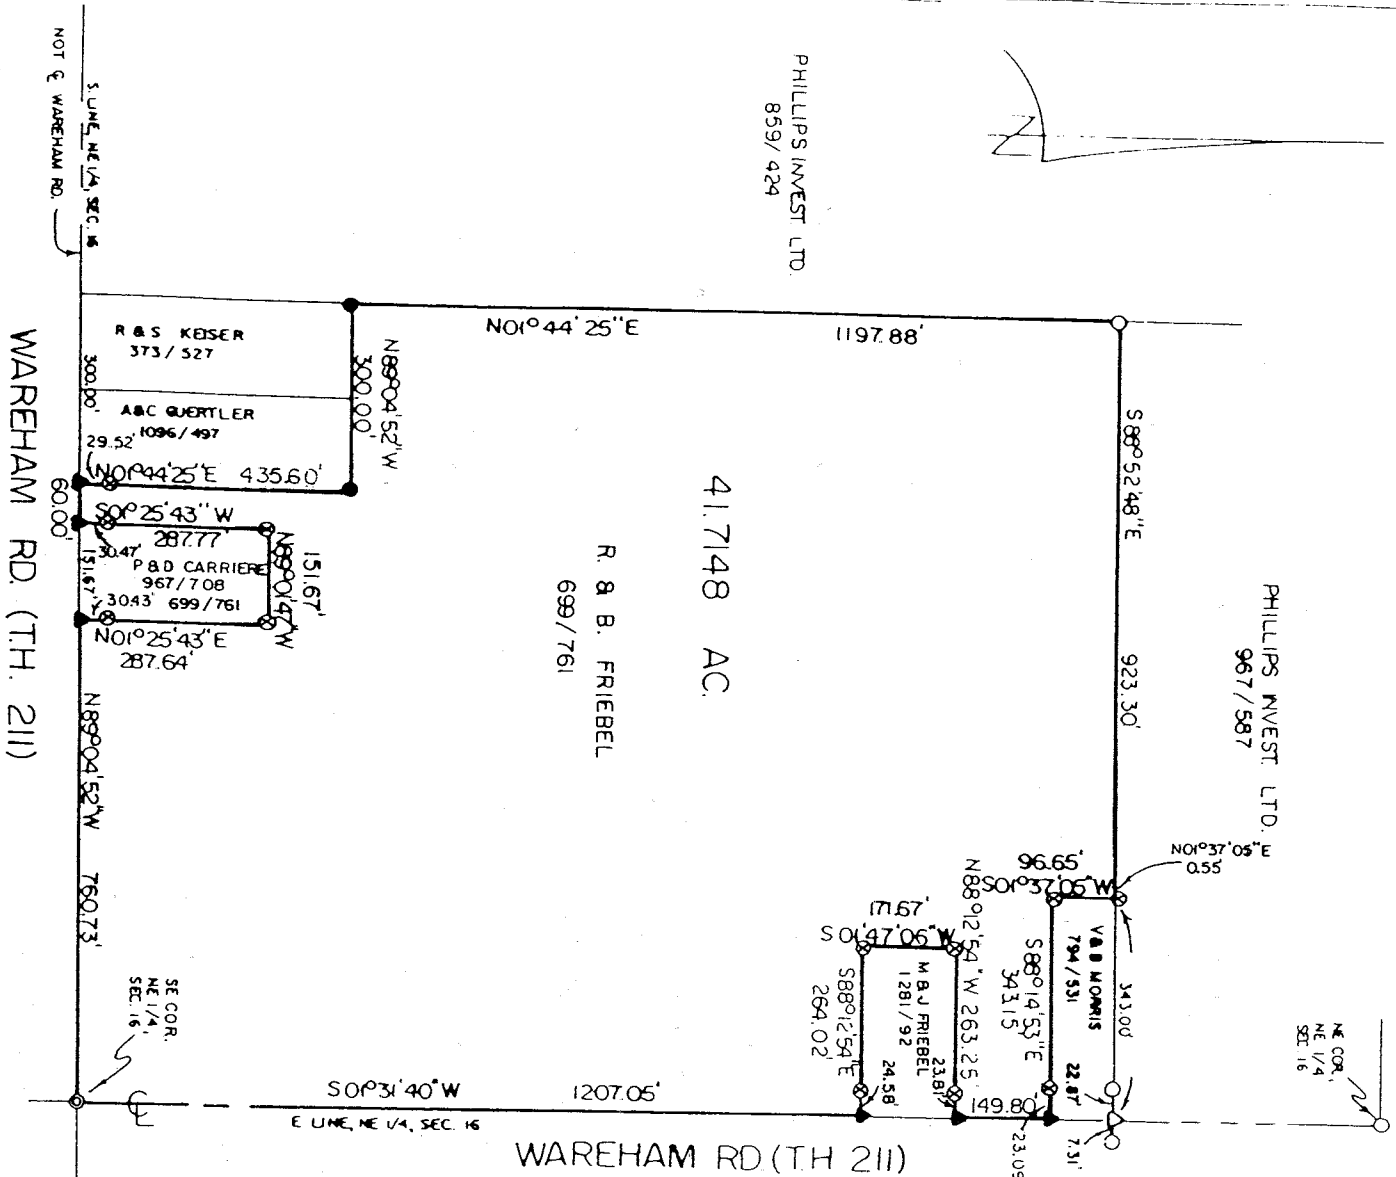 PHILLIPS INVEST LTD.
859/424
NOT ℄ WAREHAM RD.
S. LINE, NE 1/4, SEC. 16
R & S KEISER
373/527
300.00'
A&C GUERTLER
1096/497
29.52'
N01°44'25"E 435.60'
N89°04'52"W
300.00'
N01°44'25"E
1197.88'
S88°52'48"E
923.30'
PHILLIPS INVEST. LTD.
967/587
N01°37'05"E
0.55'
WAREHAM RD. (T.H. 211)
60.00'
S01°25'43"W
287.77'
30.47'
P&D CARRIERE
967/708
699/761
151.67'
30.43'
N01°25'43"E
287.64'
151.67'
N89°01'47"W
41.7148 AC.
R. & B. FRIEBEL
699/761
N89°04'52"W 760.73'
SE COR.
NE 1/4,
SEC. 16
96.65'
S01°37'05"W
V&B MORRIS
794/531
343.00'
S88°14'53"E
343.15'
22.87'
171.67'
S01°47'06"W
N88°12'54"W 263.25'
M&J FRIEBEL
1281/92
23.81'
S88°12'54"E
264.02'
24.58'
149.80'
23.09
7.31'
NE COR.,
NE 1/4
SEC 16
℄
S01°31'40"W
1207.05'
E LINE, NE 1/4, SEC. 16
WAREHAM RD (T.H 211)